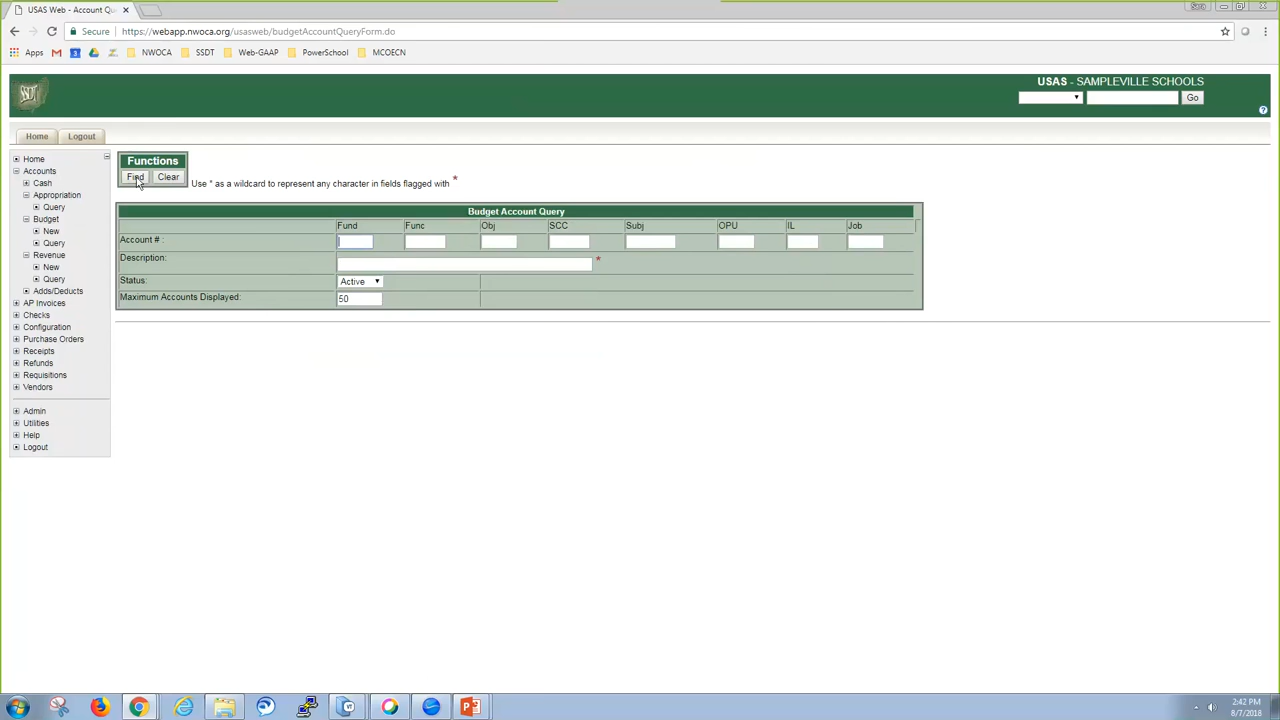 USAS Web - Account Qu
Secure https://webapp.nwoca.org/usasweb/budgetAccountQueryForm.do
Apps NWOCA SSDT Web-GAAP PowerSchool MCOECN
USAS - SAMPLEVILLE SCHOOLS
Go
Home Logout
Home
Accounts
Cash
Appropriation
Query
Budget
New
Query
Revenue
New
Query
Adds/Deducts
AP Invoices
Checks
Configuration
Purchase Orders
Receipts
Refunds
Requisitions
Vendors
Admin
Utilities
Help
Logout
Functions
Find Clear Use * as a wildcard to represent any character in fields flagged with *
Budget Account Query
Fund Func Obj SCC Subj OPU IL Job
Account # :
Description: *
Status: Active
Maximum Accounts Displayed: 50
2:42 PM
8/7/2018